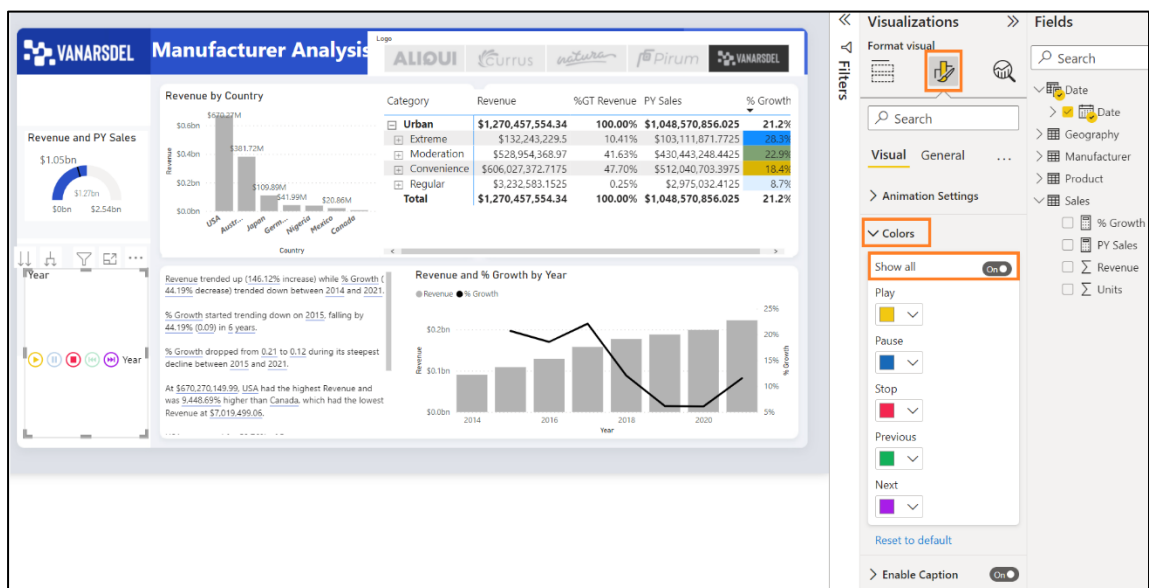 VANARSDEL
Manufacturer Analysis
Logo
ALIQUI
Currus
natura
Pirum
VANARSDEL
Revenue and PY Sales
$1.05bn
$1.27bn
$0bn $2.54bn
Revenue by Country
$670.27M
$0.6bn
$381.72M
$0.4bn
$109.89M
$0.2bn
$41.99M
$20.86M
$0.0bn
Revenue
USA Austr... Japan Germ... Nigeria Mexico Canada
Country
Category Revenue %GT Revenue PY Sales % Growth
Urban $1,270,457,554.34 100.00% $1,048,570,856.025 21.2%
Extreme $132,243,229.5 10.41% $103,111,871.7725 28.3%
Moderation $528,954,368.97 41.63% $430,443,248.4425 22.9%
Convenience $606,027,372.7175 47.70% $512,040,703.3975 18.4%
Regular $3,232,583.1525 0.25% $2,975,032.4125 8.7%
Total $1,270,457,554.34 100.00% $1,048,570,856.025 21.2%
Year
Year
Revenue trended up (146.12% increase) while % Growth (
44.19% decrease) trended down between 2014 and 2021.
% Growth started trending down on 2015, falling by
44.19% (0.09) in 6 years.
% Growth dropped from 0.21 to 0.12 during its steepest
decline between 2015 and 2021.
At $670,270,149.99, USA had the highest Revenue and
was 9,448.69% higher than Canada, which had the lowest
Revenue at $7,019,499.06.
Revenue and % Growth by Year
Revenue % Growth
25%
$0.2bn 20%
15%
$0.1bn 10%
$0.0bn 5%
Revenue
% Growth
2014 2016 2018 2020
Year
Filters
Visualizations
Format visual
Search
Visual General ...
Animation Settings
Colors
Show all On
Play
Pause
Stop
Previous
Next
Reset to default
Enable Caption On
Fields
Search
Date
Date
Geography
Manufacturer
Product
Sales
% Growth
PY Sales
Revenue
Units